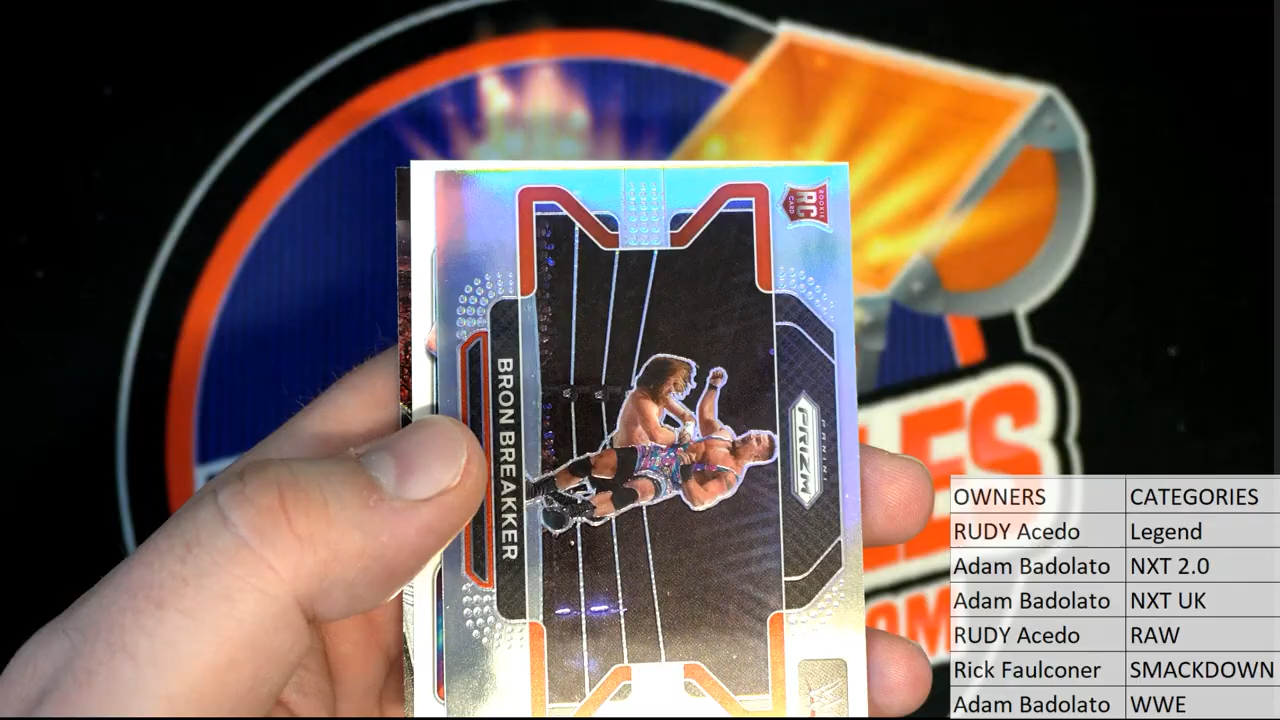 ROOKIE
RC
CARD
PANINI
PRIZM
BRON BREAKKER
OWNERS CATEGORIES
RUDY Acedo Legend
Adam Badolato NXT 2.0
Adam Badolato NXT UK
RUDY Acedo RAW
Rick Faulconer SMACKDOWN
Adam Badolato WWE